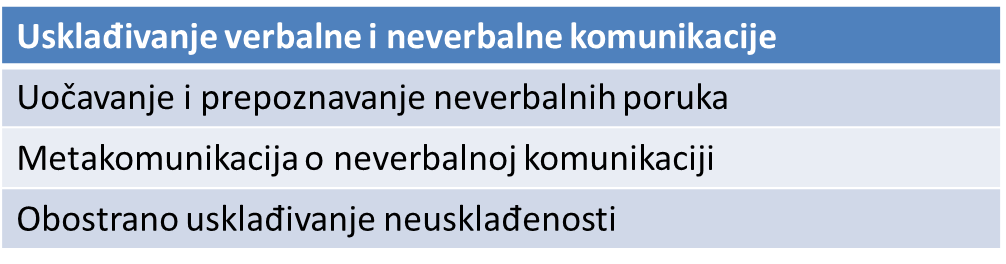 Usklađivanje verbalne i neverbalne komunikacije
Uočavanje i prepoznavanje neverbalnih poruka
Metakomunikacija o neverbalnoj komunikaciji
Obostrano usklađivanje neusklađenosti